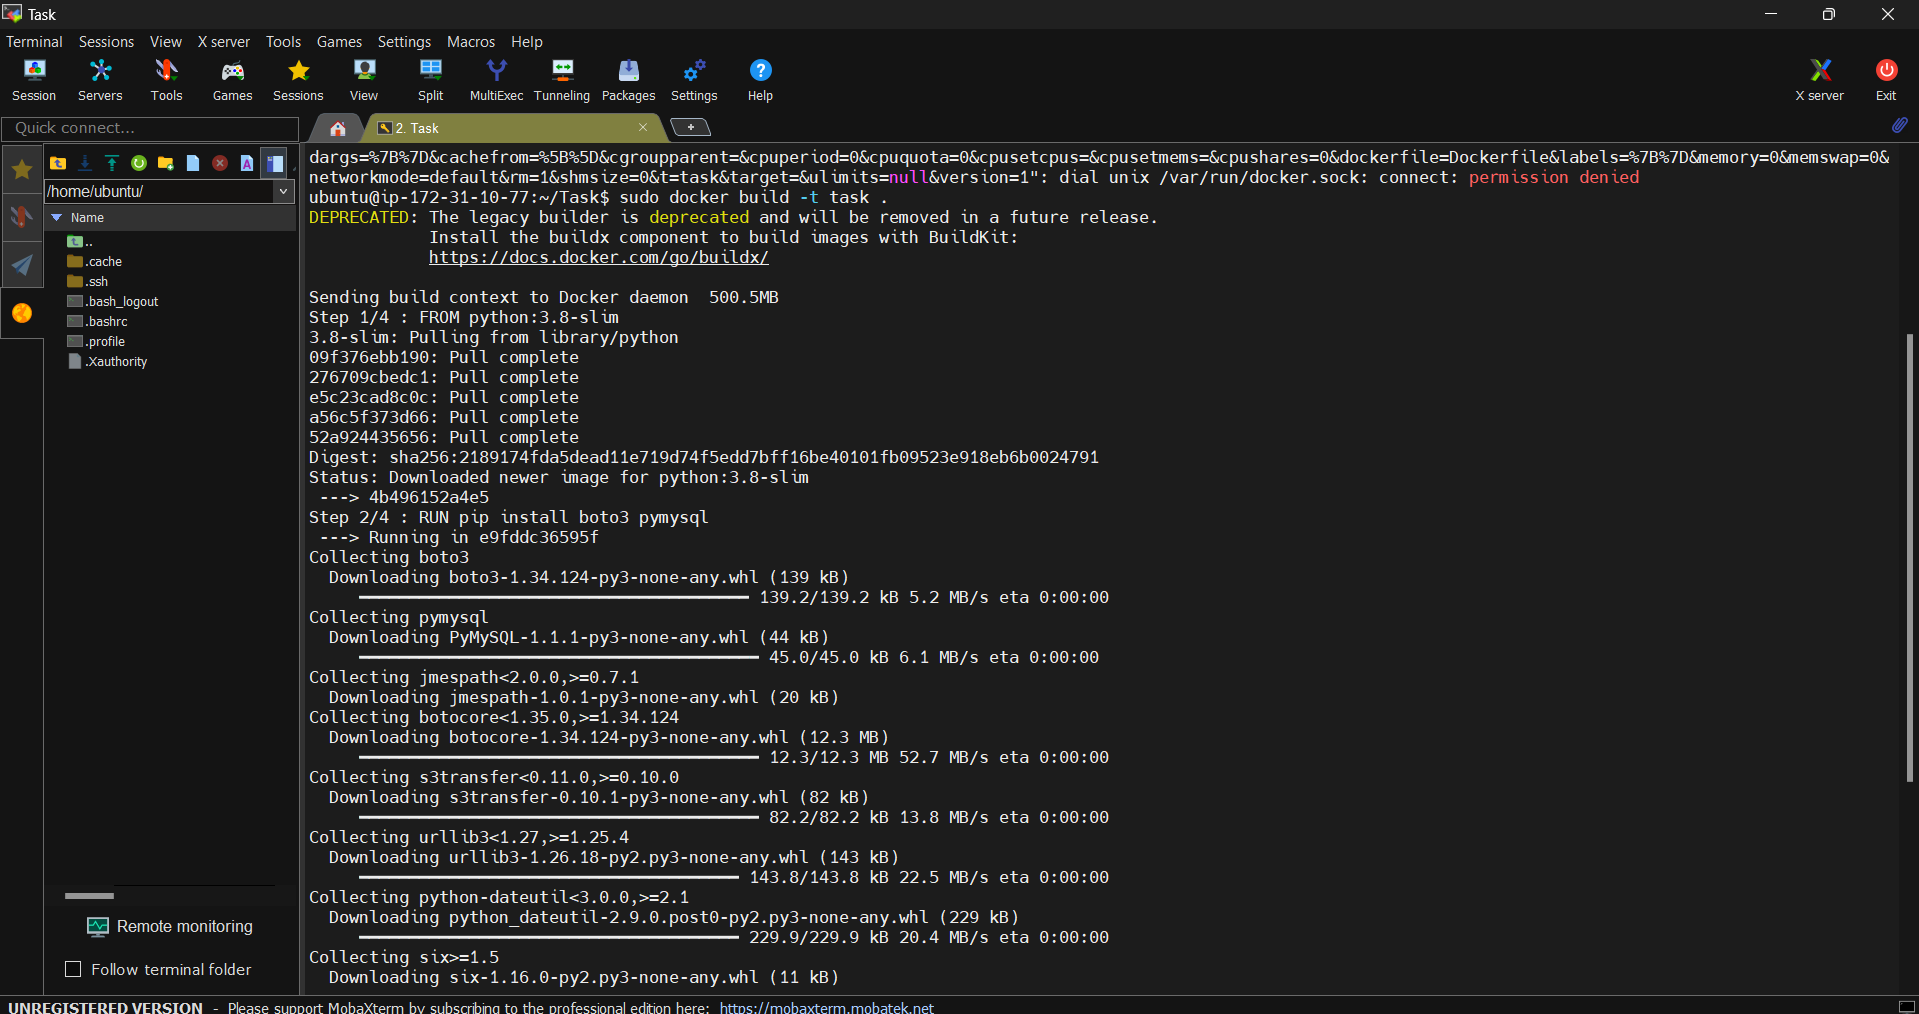 Task
Terminal Sessions View X server Tools Games Settings Macros Help
Session Servers Tools Games Sessions View Split MultiExec Tunneling Packages Settings Help X server Exit
Quick connect...
2. Task
/home/ubuntu/
Name
..
.cache
.ssh
.bash_logout
.bashrc
.profile
.Xauthority
Remote monitoring
Follow terminal folder
dargs=%7B%7D&cachefrom=%5B%5D&cgroupparent=&cpuperiod=0&cpuquota=0&cpusetcpus=&cpusetmems=&cpushares=0&dockerfile=Dockerfile&labels=%7B%7D&memory=0&memswap=0&
networkmode=default&rm=1&shmsize=0&t=task&target=&ulimits=null&version=1": dial unix /var/run/docker.sock: connect: permission denied
ubuntu@ip-172-31-10-77:~/Task$ sudo docker build -t task .
DEPRECATED: The legacy builder is deprecated and will be removed in a future release.
Install the buildx component to build images with BuildKit:
https://docs.docker.com/go/buildx/
Sending build context to Docker daemon  500.5MB
Step 1/4 : FROM python:3.8-slim
3.8-slim: Pulling from library/python
09f376ebb190: Pull complete
276709cbedc1: Pull complete
e5c23cad8c0c: Pull complete
a56c5f373d66: Pull complete
52a924435656: Pull complete
Digest: sha256:2189174fda5dead11e719d74f5edd7bff16be40101fb09523e918eb6b0024791
Status: Downloaded newer image for python:3.8-slim
---> 4b496152a4e5
Step 2/4 : RUN pip install boto3 pymysql
---> Running in e9fddc36595f
Collecting boto3
Downloading boto3-1.34.124-py3-none-any.whl (139 kB)
139.2/139.2 kB 5.2 MB/s eta 0:00:00
Collecting pymysql
Downloading PyMySQL-1.1.1-py3-none-any.whl (44 kB)
45.0/45.0 kB 6.1 MB/s eta 0:00:00
Collecting jmespath<2.0.0,>=0.7.1
Downloading jmespath-1.0.1-py3-none-any.whl (20 kB)
Collecting botocore<1.35.0,>=1.34.124
Downloading botocore-1.34.124-py3-none-any.whl (12.3 MB)
12.3/12.3 MB 52.7 MB/s eta 0:00:00
Collecting s3transfer<0.11.0,>=0.10.0
Downloading s3transfer-0.10.1-py3-none-any.whl (82 kB)
82.2/82.2 kB 13.8 MB/s eta 0:00:00
Collecting urllib3<1.27,>=1.25.4
Downloading urllib3-1.26.18-py2.py3-none-any.whl (143 kB)
143.8/143.8 kB 22.5 MB/s eta 0:00:00
Collecting python-dateutil<3.0.0,>=2.1
Downloading python_dateutil-2.9.0.post0-py2.py3-none-any.whl (229 kB)
229.9/229.9 kB 20.4 MB/s eta 0:00:00
Collecting six>=1.5
Downloading six-1.16.0-py2.py3-none-any.whl (11 kB)
UNREGISTERED VERSION - Please support MobaXterm by subscribing to the professional edition here: https://mobaxterm.mobatek.net